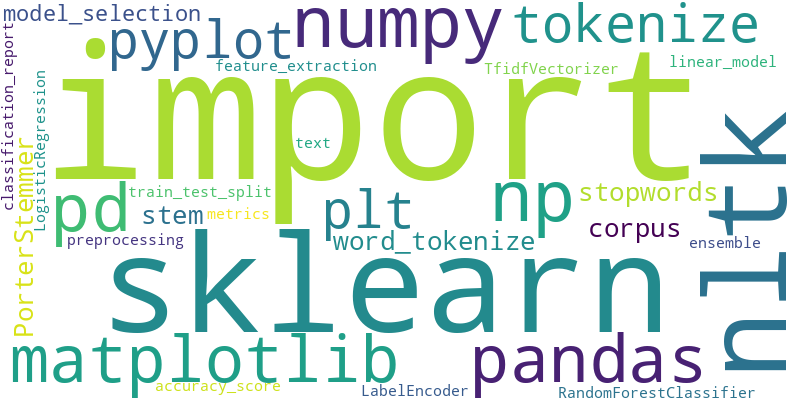 model_selection
pyplot
numpy
tokenize
classification_report
feature_extraction
TfidfVectorizer
linear_model
import
LogisticRegression
text
nltk
PorterStemmer
pd
train_test_split
plt
np
stopwords
stem
metrics
corpus
preprocessing
word_tokenize
ensemble
sklearn
matplotlib
pandas
accuracy_score
LabelEncoder
RandomForestClassifier